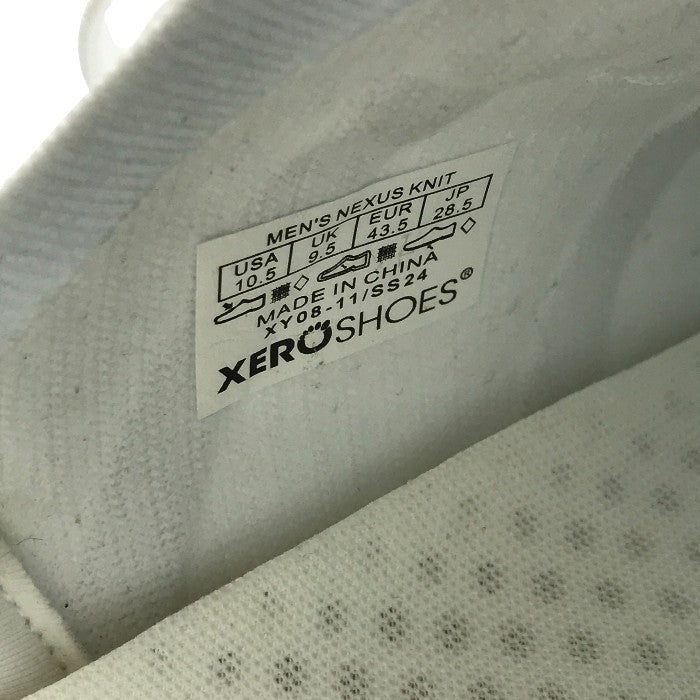 MEN'S NEXUS KNIT
USA UK EUR JP
10.5 9.5 43.5 28.5
MADE IN CHINA
XY08-11/SS24
XEROSHOES®